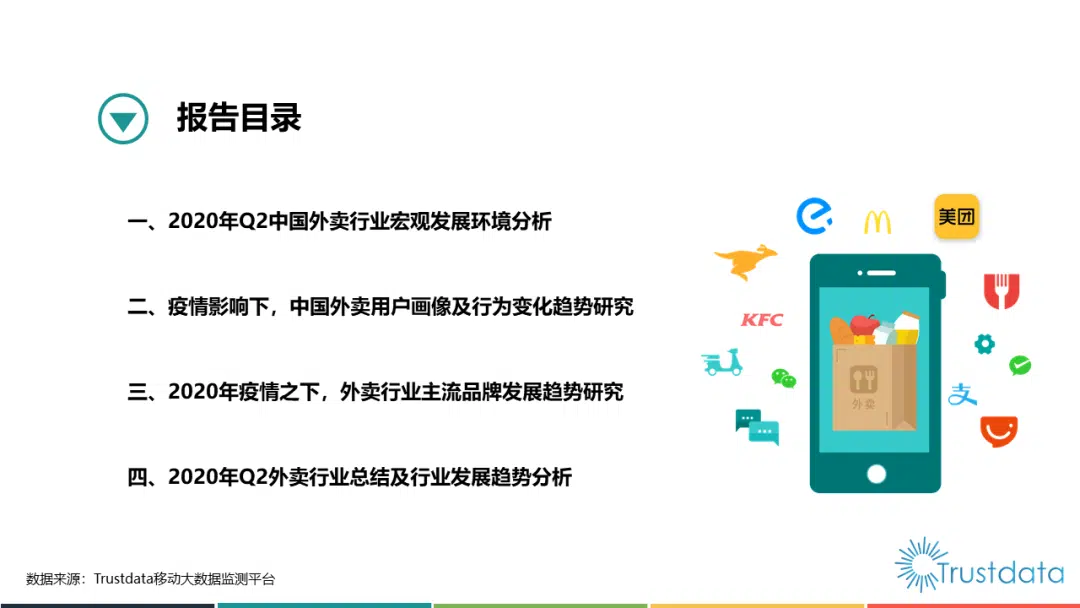 报告目录
一、2020年Q2中国外卖行业宏观发展环境分析
二、疫情影响下，中国外卖用户画像及行为变化趋势研究
三、2020年疫情之下，外卖行业主流品牌发展趋势研究
四、2020年Q2外卖行业总结及行业发展趋势分析
美团
KFC
支
外卖
数据来源：Trustdata移动大数据监测平台
Trustdata